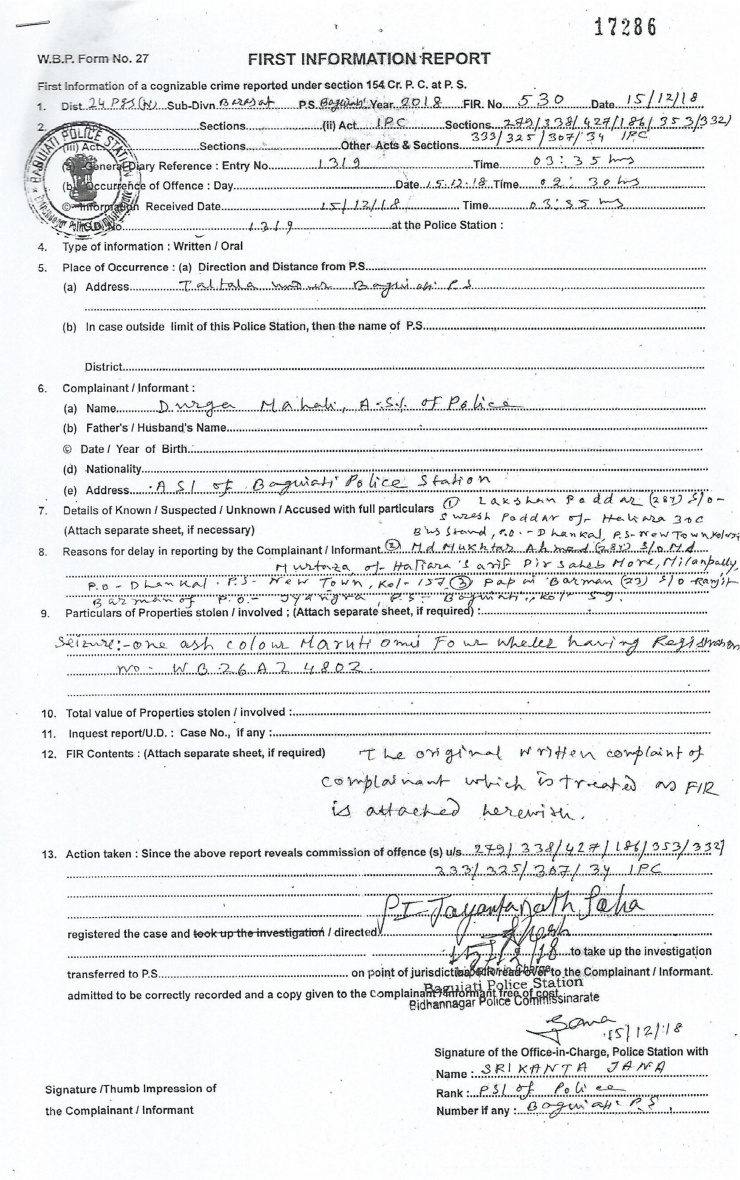 17286
W.B.P. Form No. 27
FIRST INFORMATION REPORT
First Information of a cognizable crime reported under section 154 Cr. P. C. at P. S.
1. Dist. 24 PGS(N) Sub-Divn Barasat P.S. Baguiati Year 2018 FIR. No 530 Date 15/12/18
2. Sections (ii) Act IPC Sections 279/338/427/186/353/332/
(iii) Act Sections Other Acts & Sections 333/325/307/34 IPC
General Diary Reference : Entry No 1319 Time 03:35 hrs
(b) Occurrence of Offence : Day Date 15.12.18 Time 02:30 hrs
© Information Received Date 15/12/18 Time 03:35 hrs
No. 1319 at the Police Station :
BAGUIATI POLICE STATION
4. Type of information : Written / Oral
5. Place of Occurrence : (a) Direction and Distance from P.S.
(a) Address Taltala under Baguiati PS
(b) In case outside limit of this Police Station, then the name of P.S.
District
6. Complainant / Informant :
(a) Name Durga Mahali, A.S.I. of Police
(b) Father's / Husband's Name
© Date / Year of Birth
(d) Nationality
(e) Address ASI of Baguiati Police Station
7. Details of Known / Suspected / Unknown / Accused with full particulars ① Lakshan Poddar (28y) S/o-
Suresh Poddar of- Hatiara 30C
(Attach separate sheet, if necessary) Bus Stand, P.O.- Dhankal, P.S- New Town
8. Reasons for delay in reporting by the Complainant / Informant ② Md Mukhtar Ahmad (28y) S/o Md
Murtaza of- Hatiara Sarif Pir Saheb More, Milanpally,
P.O- Dhankal. P.S- New Town, Kol- 157 ③ Papai Barman (23) S/o Ranjit
Barman of P.O.- Jyangra P.S- Baguiati, Kol- 59.
9. Particulars of Properties stolen / involved ; (Attach separate sheet, if required) :
Seizure:- one ash colour Maruti omni Four wheeler having Registration
no- WB26AZ 4802.
10. Total value of Properties stolen / involved :
11. Inquest report/U.D. : Case No., if any :
12. FIR Contents : (Attach separate sheet, if required) The original written complaint of
complainant which is treated as FIR
is attached herewith.
13. Action taken : Since the above report reveals commission of offence (s) u/s 279/338/427/186/353/332/
333/325/307/34 IPC
registered the case and took up the investigation / directed PI Jayantanath Saha
15/12/18 to take up the investigation
transferred to P.S. on point of jurisdiction FIR read over to the Complainant / Informant.
admitted to be correctly recorded and a copy given to the Complainant / Informant free of cost.
Baguiati Police Station
Bidhannagar Police Commissinarate
15/12/18
Signature of the Office-in-Charge, Police Station with
Name : SRIKANTA JANA
Signature /Thumb Impression of
Rank : PSI of Police
the Complainant / Informant
Number if any : Baguiati P.S